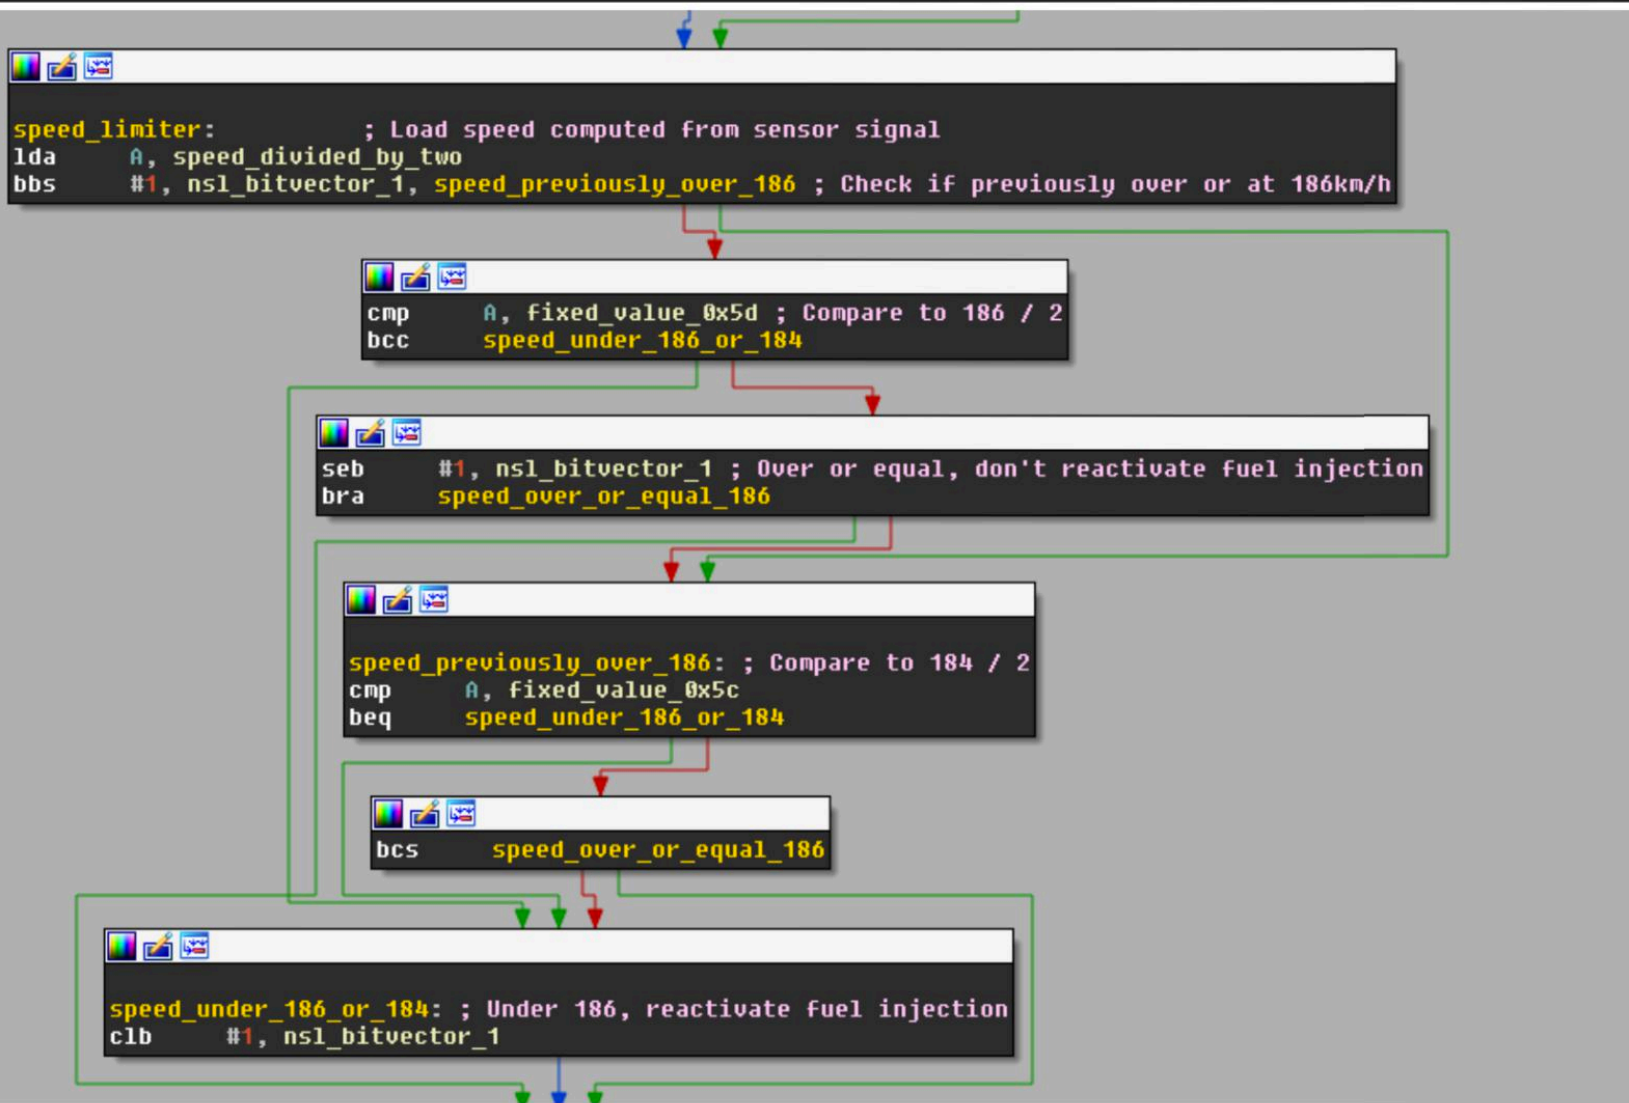 speed_limiter: ; Load speed computed from sensor signal
lda A, speed_divided_by_two
bbs #1, nsl_bitvector_1, speed_previously_over_186 ; Check if previously over or at 186km/h
cmp A, fixed_value_0x5d ; Compare to 186 / 2
bcc speed_under_186_or_184
seb #1, nsl_bitvector_1 ; Over or equal, don't reactivate fuel injection
bra speed_over_or_equal_186
speed_previously_over_186: ; Compare to 184 / 2
cmp A, fixed_value_0x5c
beq speed_under_186_or_184
bcs speed_over_or_equal_186
speed_under_186_or_184: ; Under 186, reactivate fuel injection
clb #1, nsl_bitvector_1